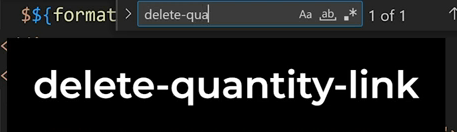 $${format > delete-qua Aa ab .* 1 of 1 ↑
delete-quantity-link